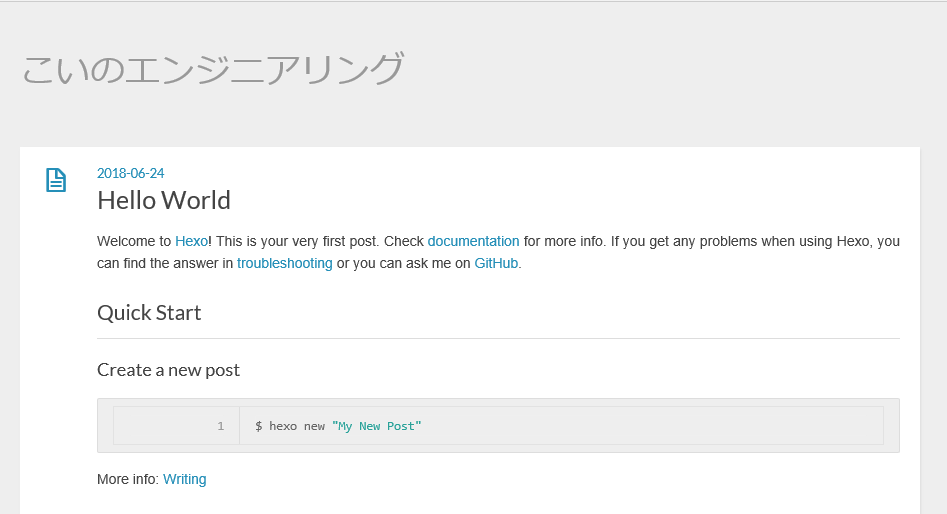 こいのエンジニアリング
2018-06-24
Hello World
Welcome to Hexo! This is your very first post. Check documentation for more info. If you get any problems when using Hexo, you
can find the answer in troubleshooting or you can ask me on GitHub.
Quick Start
Create a new post
1 $ hexo new "My New Post"
More info: Writing